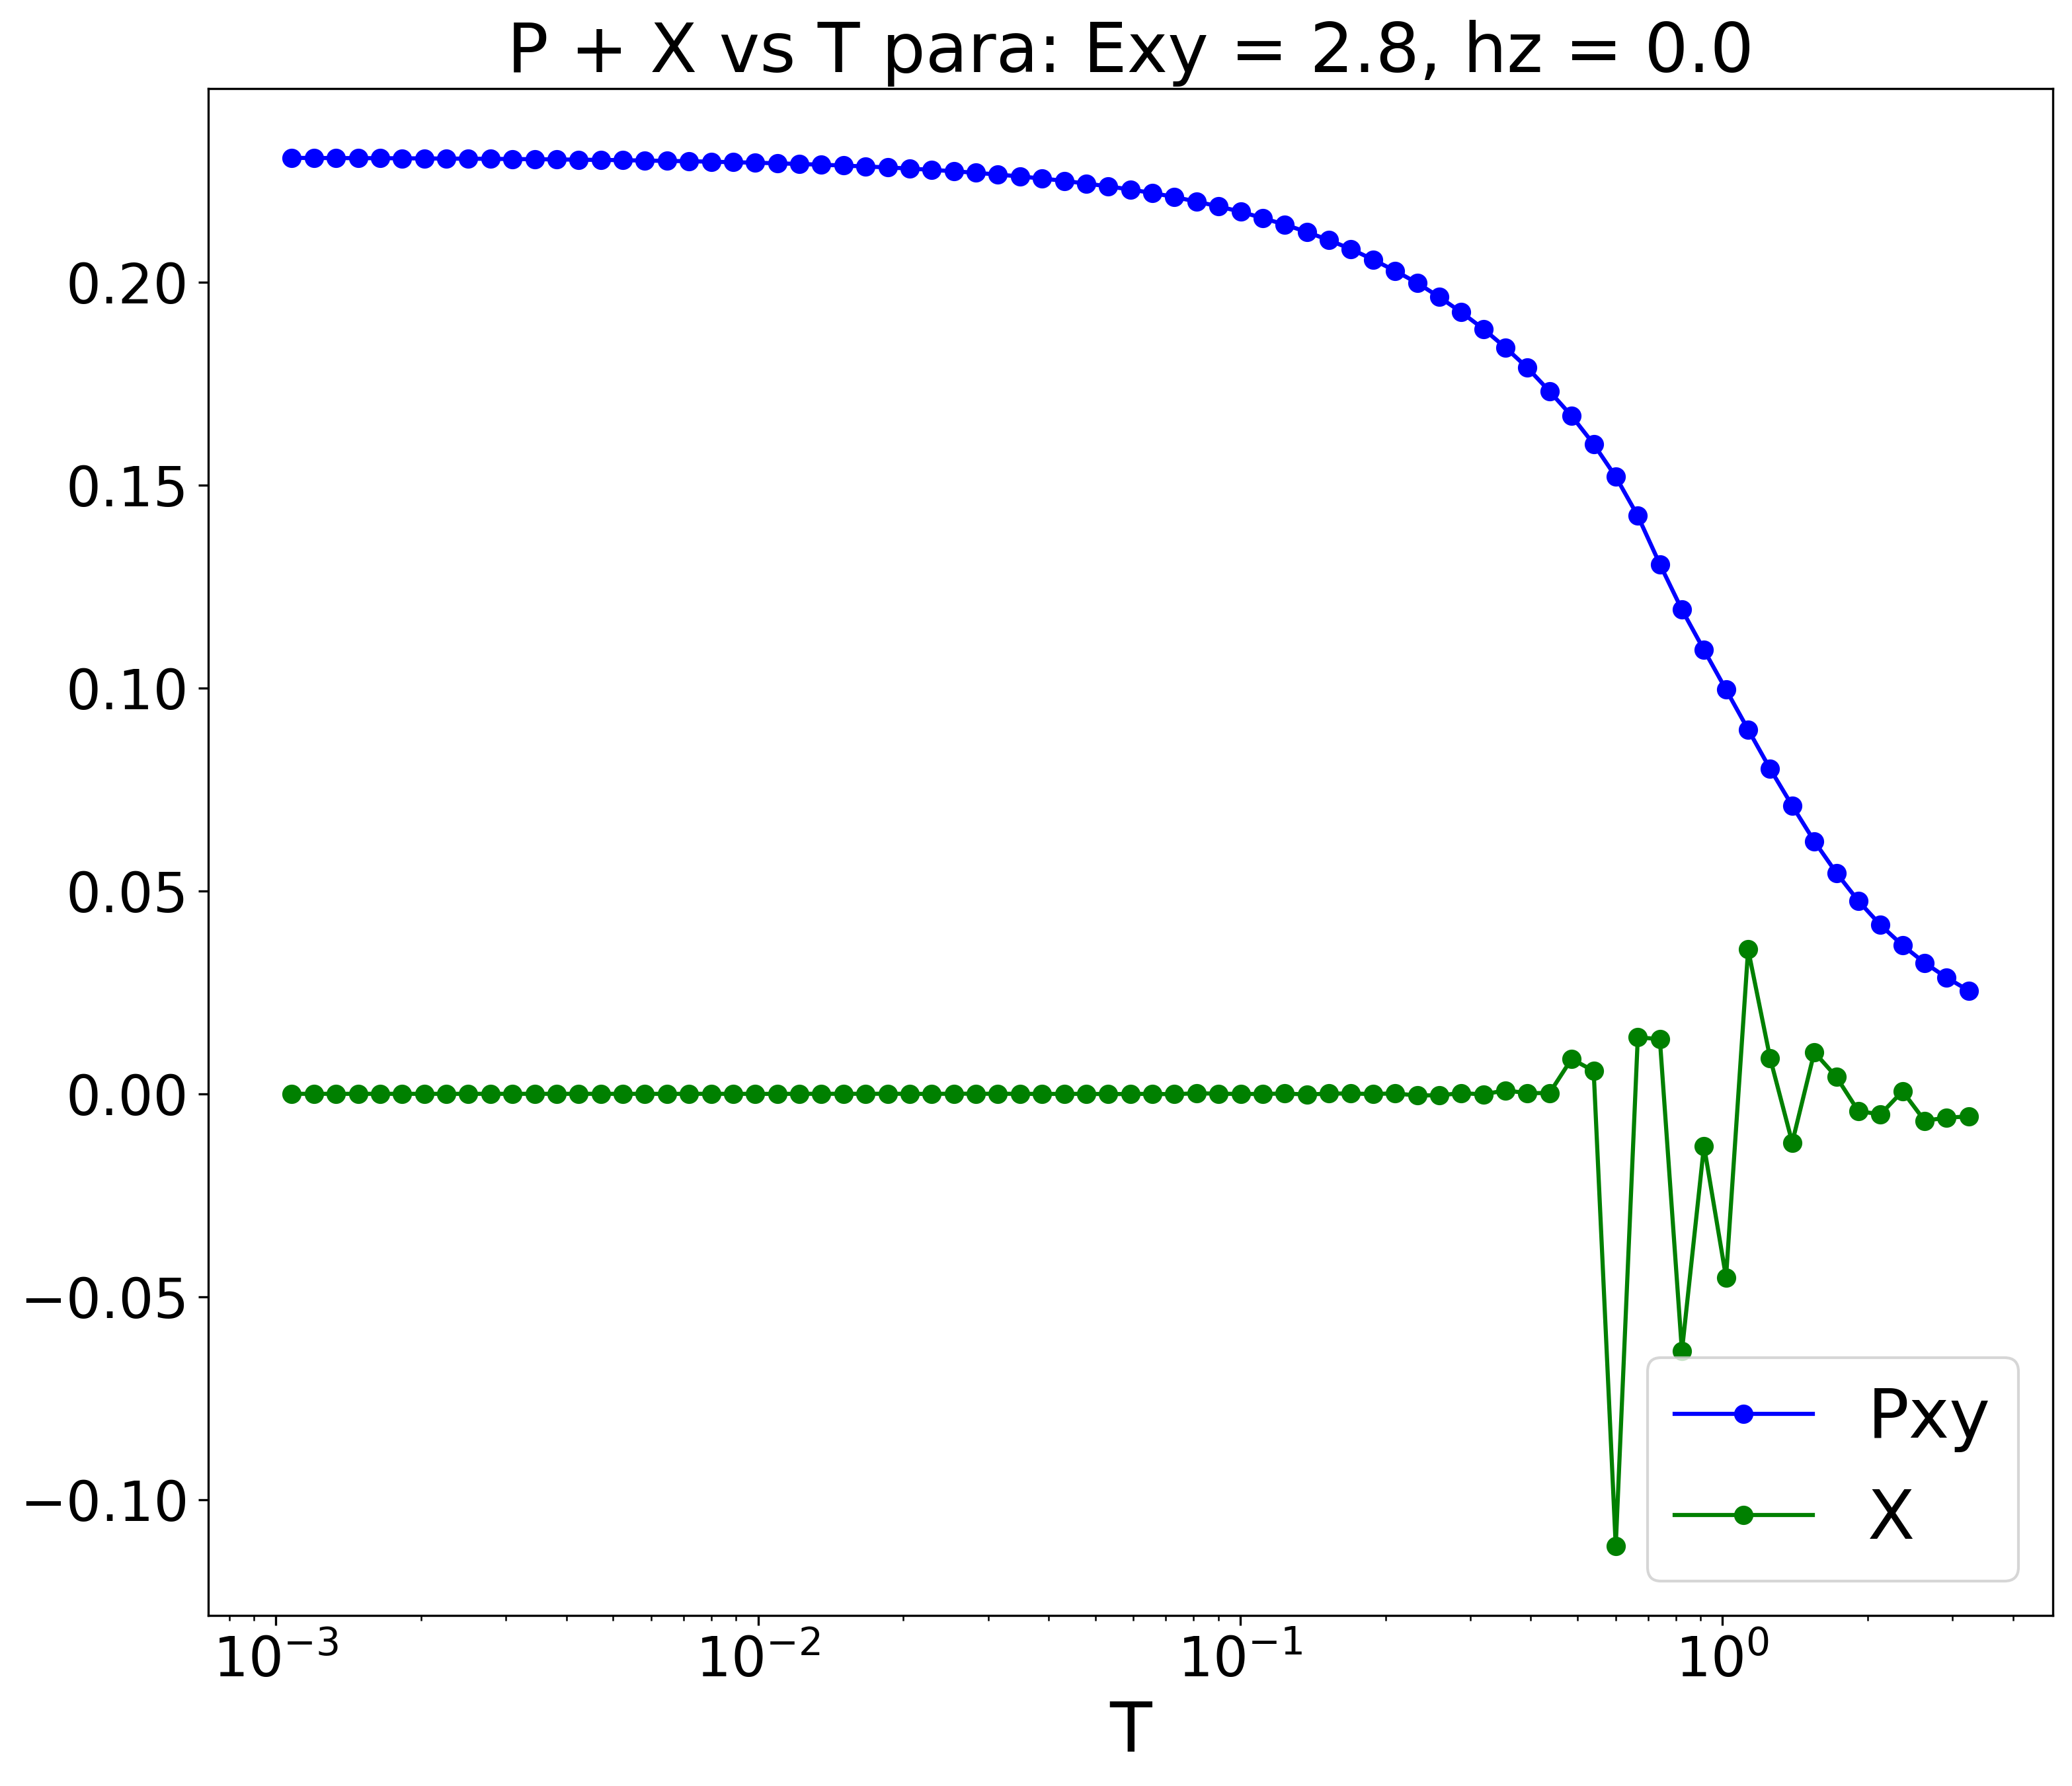 P + X vs T para: Exy = 2.8, hz = 0.0
0.20
0.15
0.10
0.05
0.00
−0.05
−0.10
Pxy
X
10⁻³ 10⁻² 10⁻¹ 10⁰
T